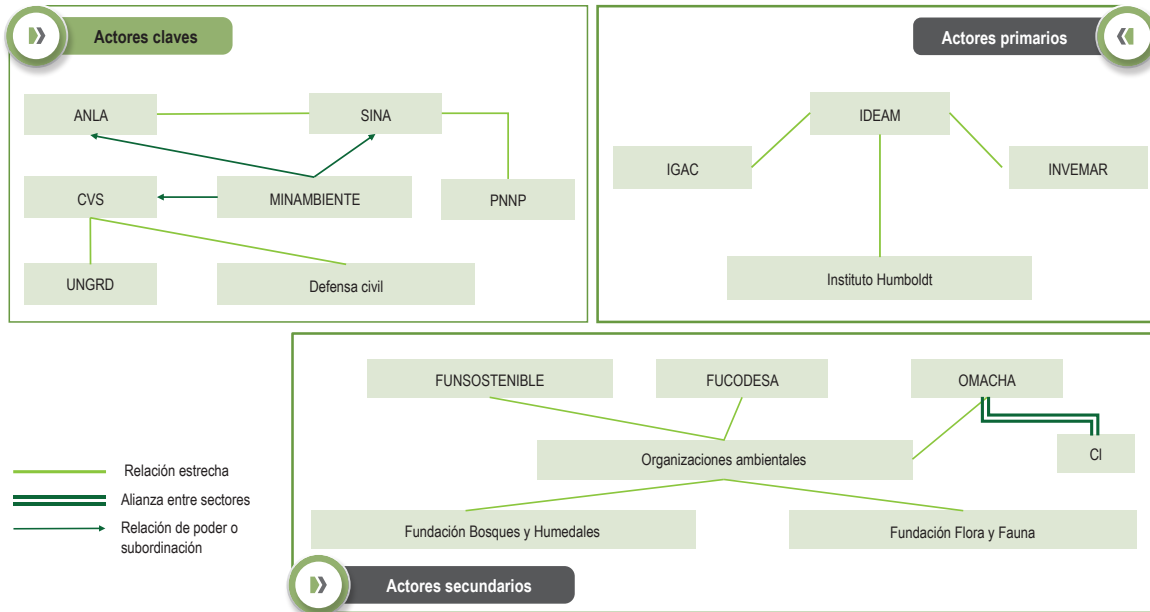 Actores claves
ANLA
SINA
CVS
MINAMBIENTE
PNNP
UNGRD
Defensa civil
Actores primarios
IDEAM
IGAC
INVEMAR
Instituto Humboldt
FUNSOSTENIBLE
FUCODESA
OMACHA
Organizaciones ambientales
CI
Fundación Bosques y Humedales
Fundación Flora y Fauna
Actores secundarios
Relación estrecha
Alianza entre sectores
Relación de poder o
subordinación